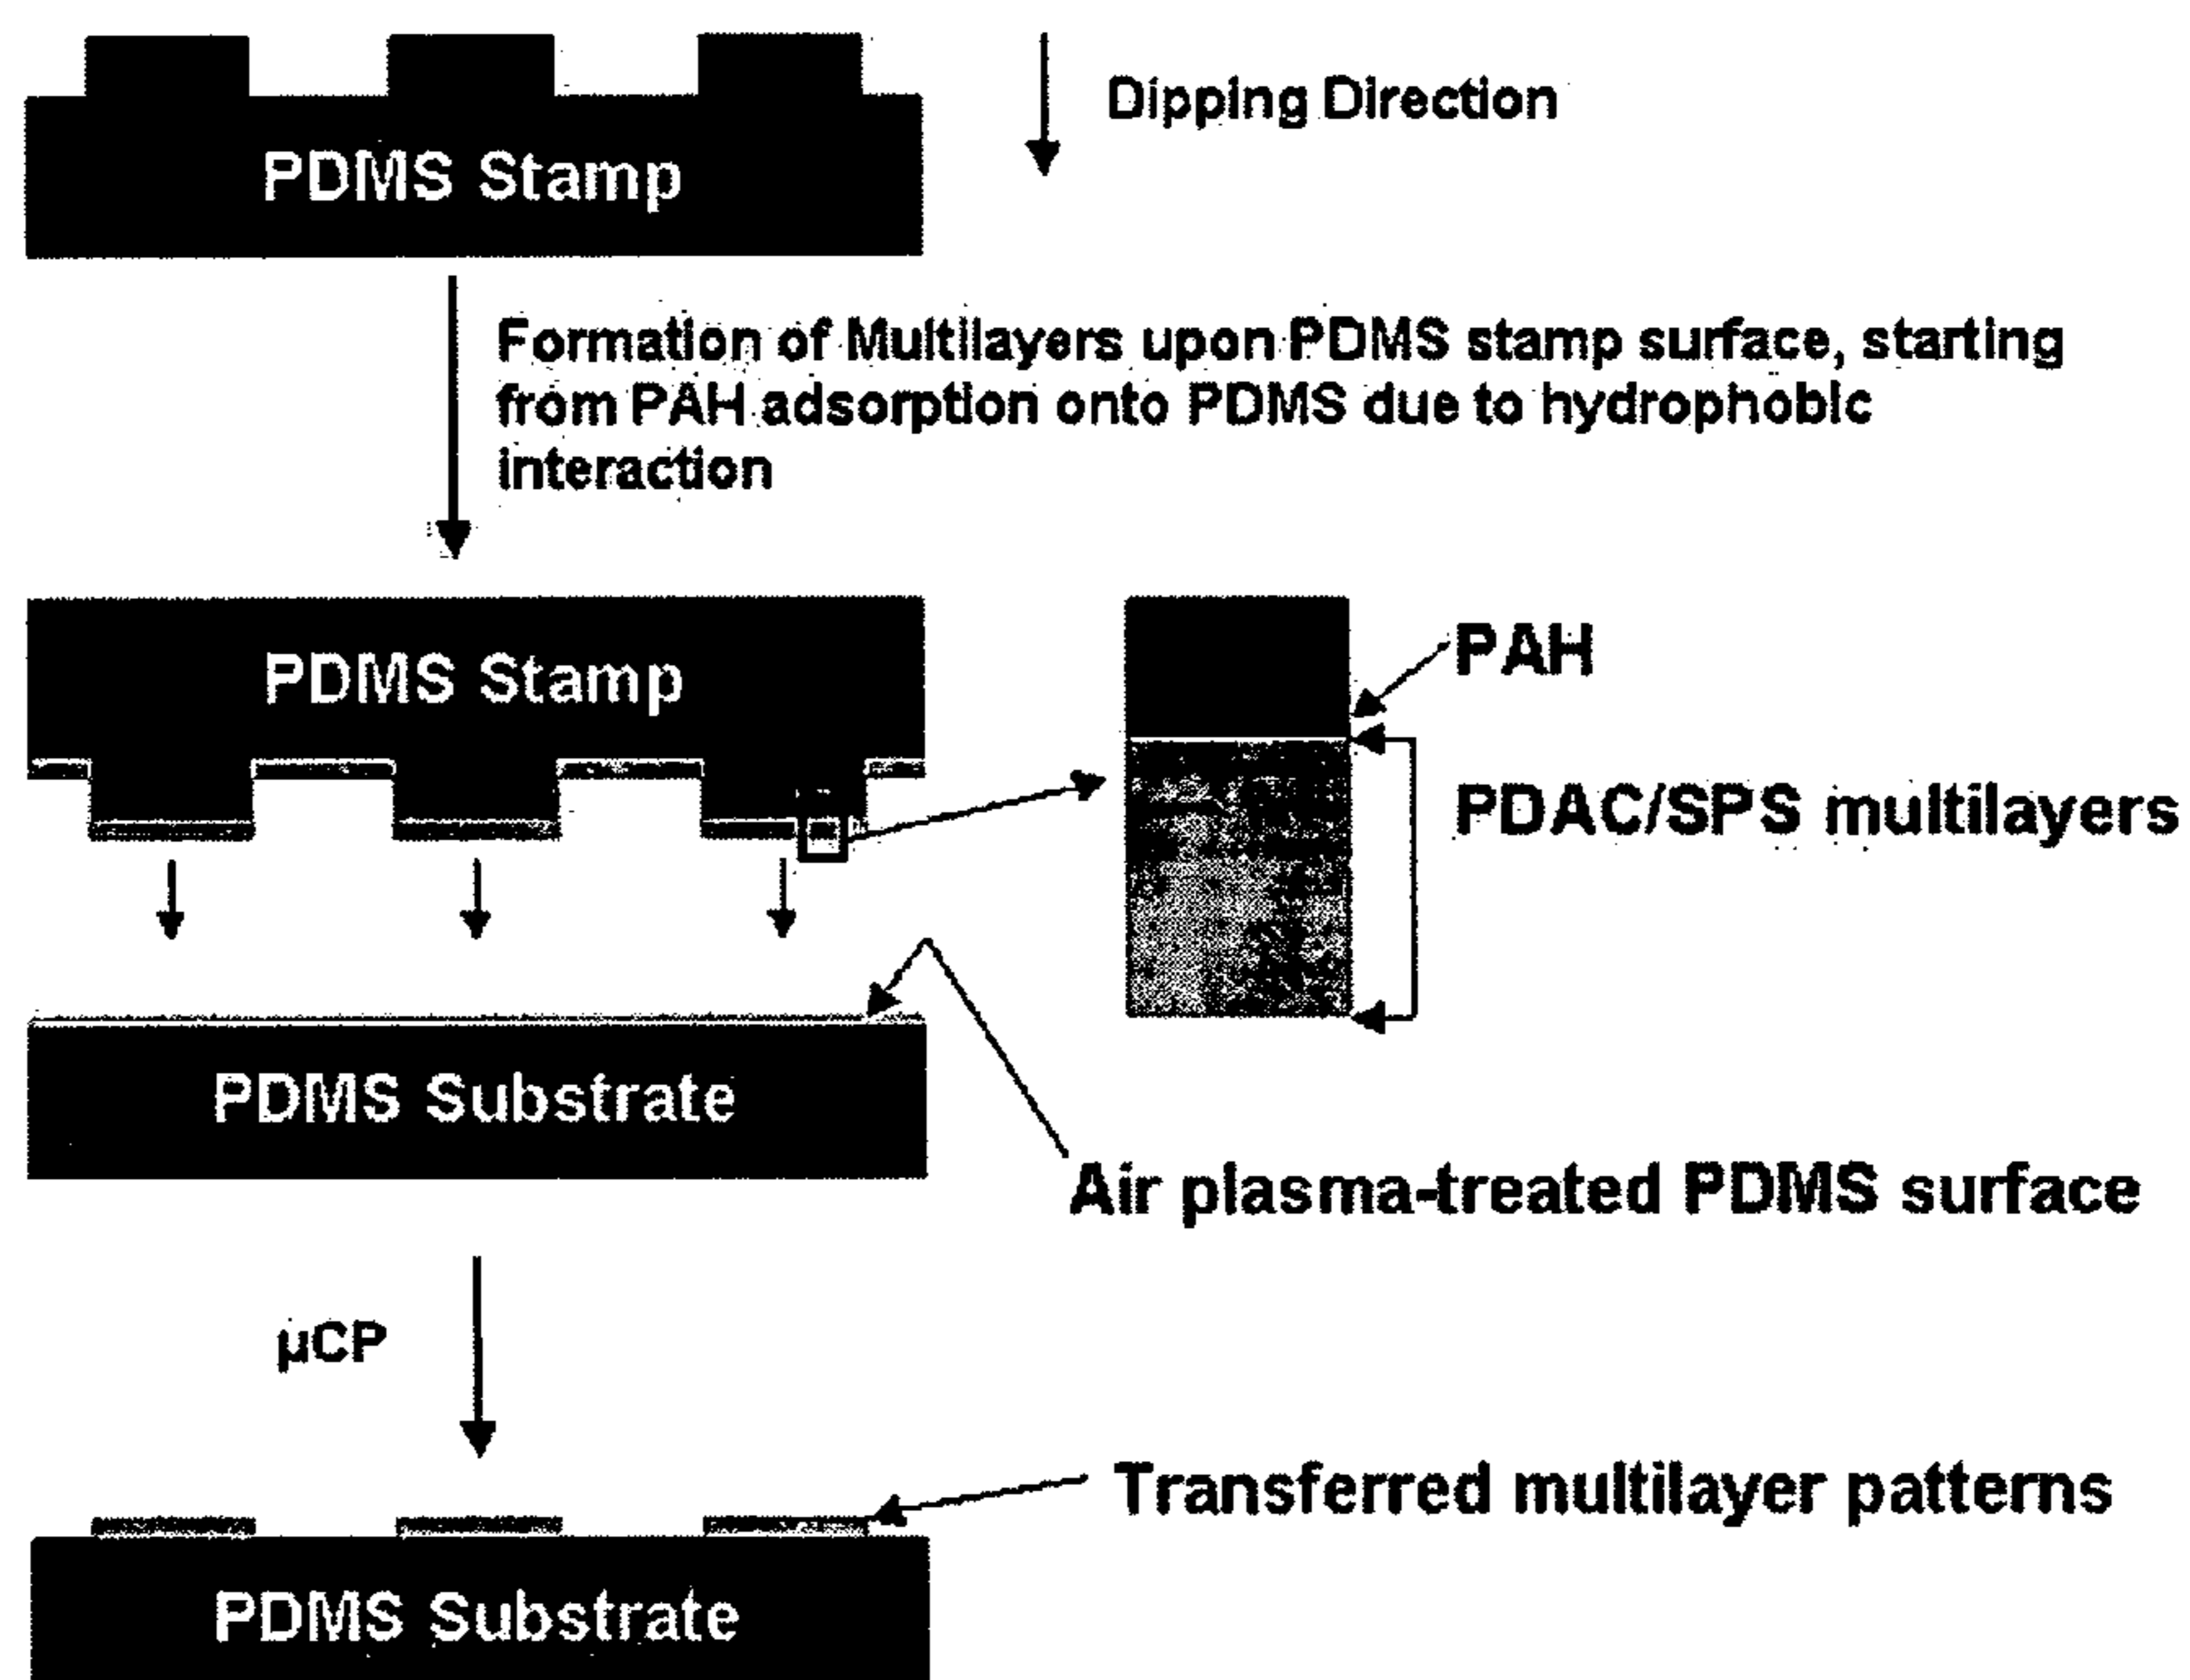 Dipping Direction
PDMS Stamp
Formation of Multilayers upon PDMS stamp surface, starting
from PAH adsorption onto PDMS due to hydrophobic
interaction
PDMS Stamp
PAH
PDAC/SPS multilayers
PDMS Substrate
Air plasma-treated PDMS surface
µCP
Transferred multilayer patterns
PDMS Substrate